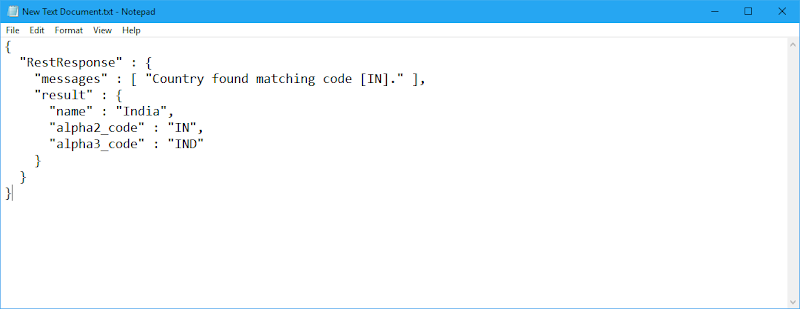 New Text Document.txt - Notepad
File Edit Format View Help
{
  "RestResponse" : {
    "messages" : [ "Country found matching code [IN]." ],
    "result" : {
      "name" : "India",
      "alpha2_code" : "IN",
      "alpha3_code" : "IND"
    }
  }
}